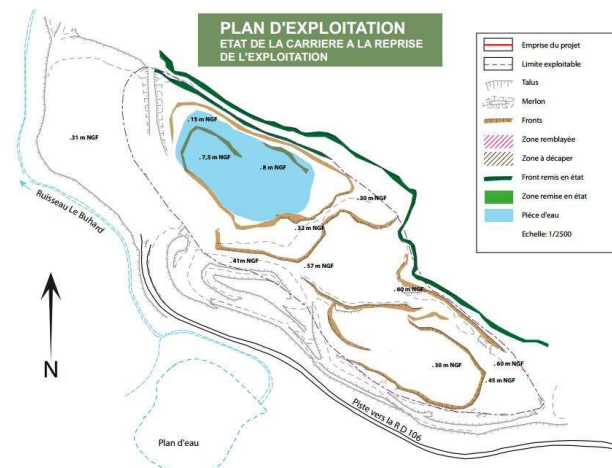 PLAN D'EXPLOITATION
ETAT DE LA CARRIERE A LA REPRISE
DE L'EXPLOITATION
Emprise du projet
Limite exploitable
Talus
Merlon
Fronts
Zone remblayée
Zone à décaper
Front remis en état
Zone remise en état
Pièce d'eau
Echelle: 1/2500
.31 m NGF
.15 m NGF
.7,5 m NGF
.8 m NGF
.30 m NGF
.32 m NGF
.41m NGF
.57 m NGF
.60 m NGF
.60 m NGF
.30 m NGF
.45 m NGF
Ruisseau Le Buhard
N
Plan d'eau
Piste vers la R D 106